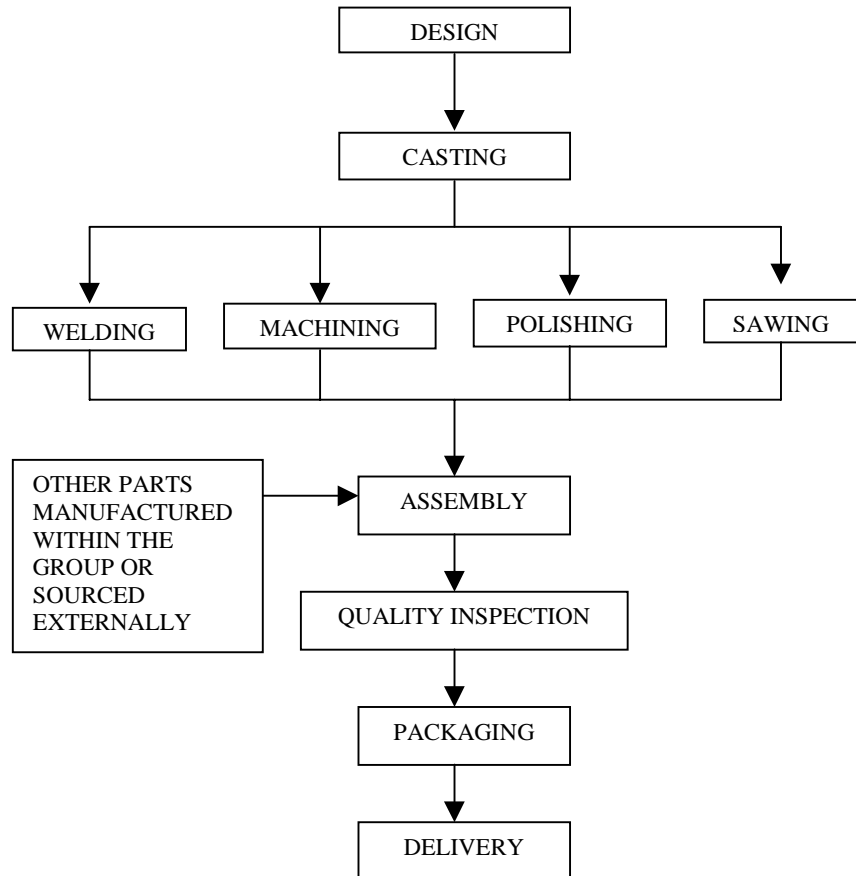 DESIGN
CASTING
WELDING
MACHINING
POLISHING
SAWING
OTHER PARTS
MANUFACTURED
WITHIN THE
GROUP OR
SOURCED
EXTERNALLY
ASSEMBLY
QUALITY INSPECTION
PACKAGING
DELIVERY